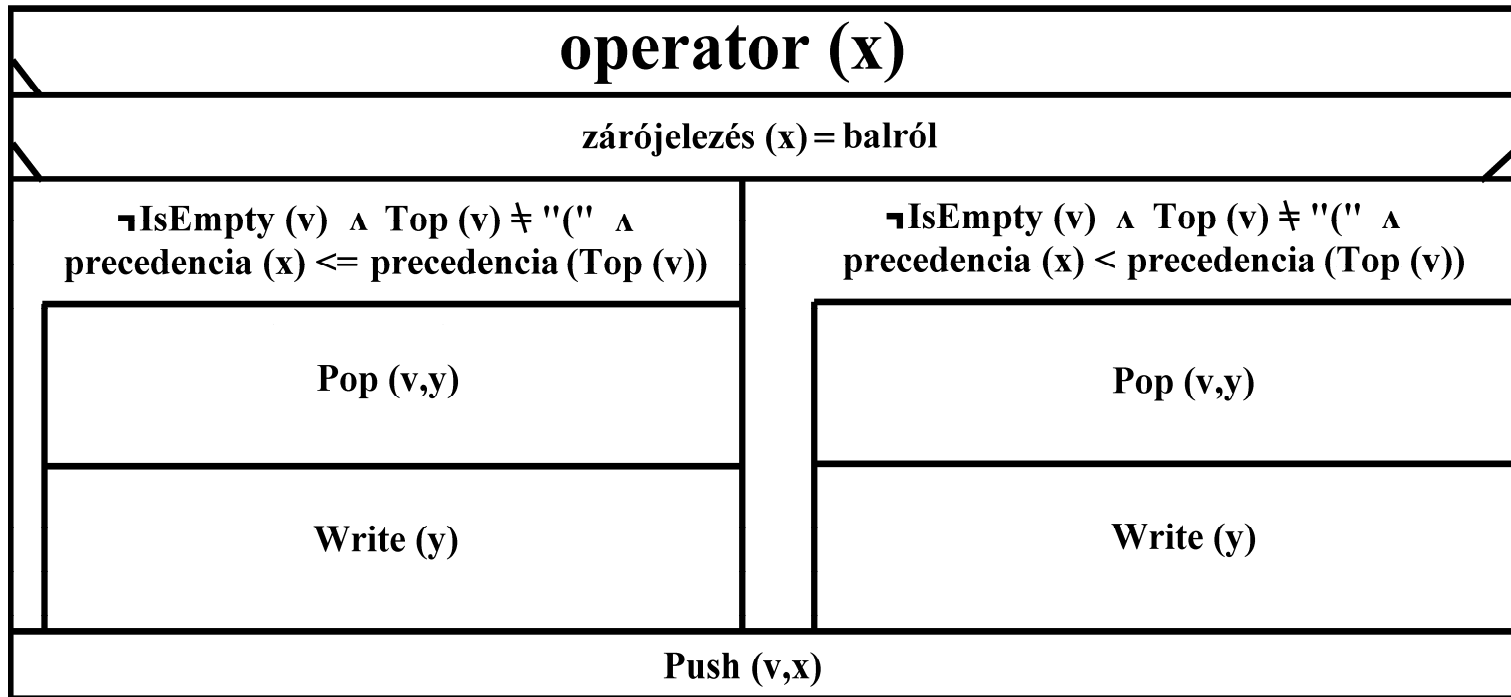 operator (x)
zárójelezés (x) = balról
¬IsEmpty (v) ∧ Top (v) ≠ "(" ∧
precedencia (x) <= precedencia (Top (v))
Pop (v,y)
Write (y)
¬IsEmpty (v) ∧ Top (v) ≠ "(" ∧
precedencia (x) < precedencia (Top (v))
Pop (v,y)
Write (y)
Push (v,x)